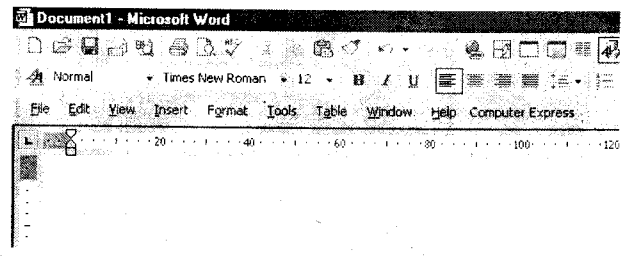 Document1 - Microsoft Word
Normal Times New Roman 12 B I U
File Edit View Insert Format Tools Table Window Help Computer Express
20 40 60 80 100 120